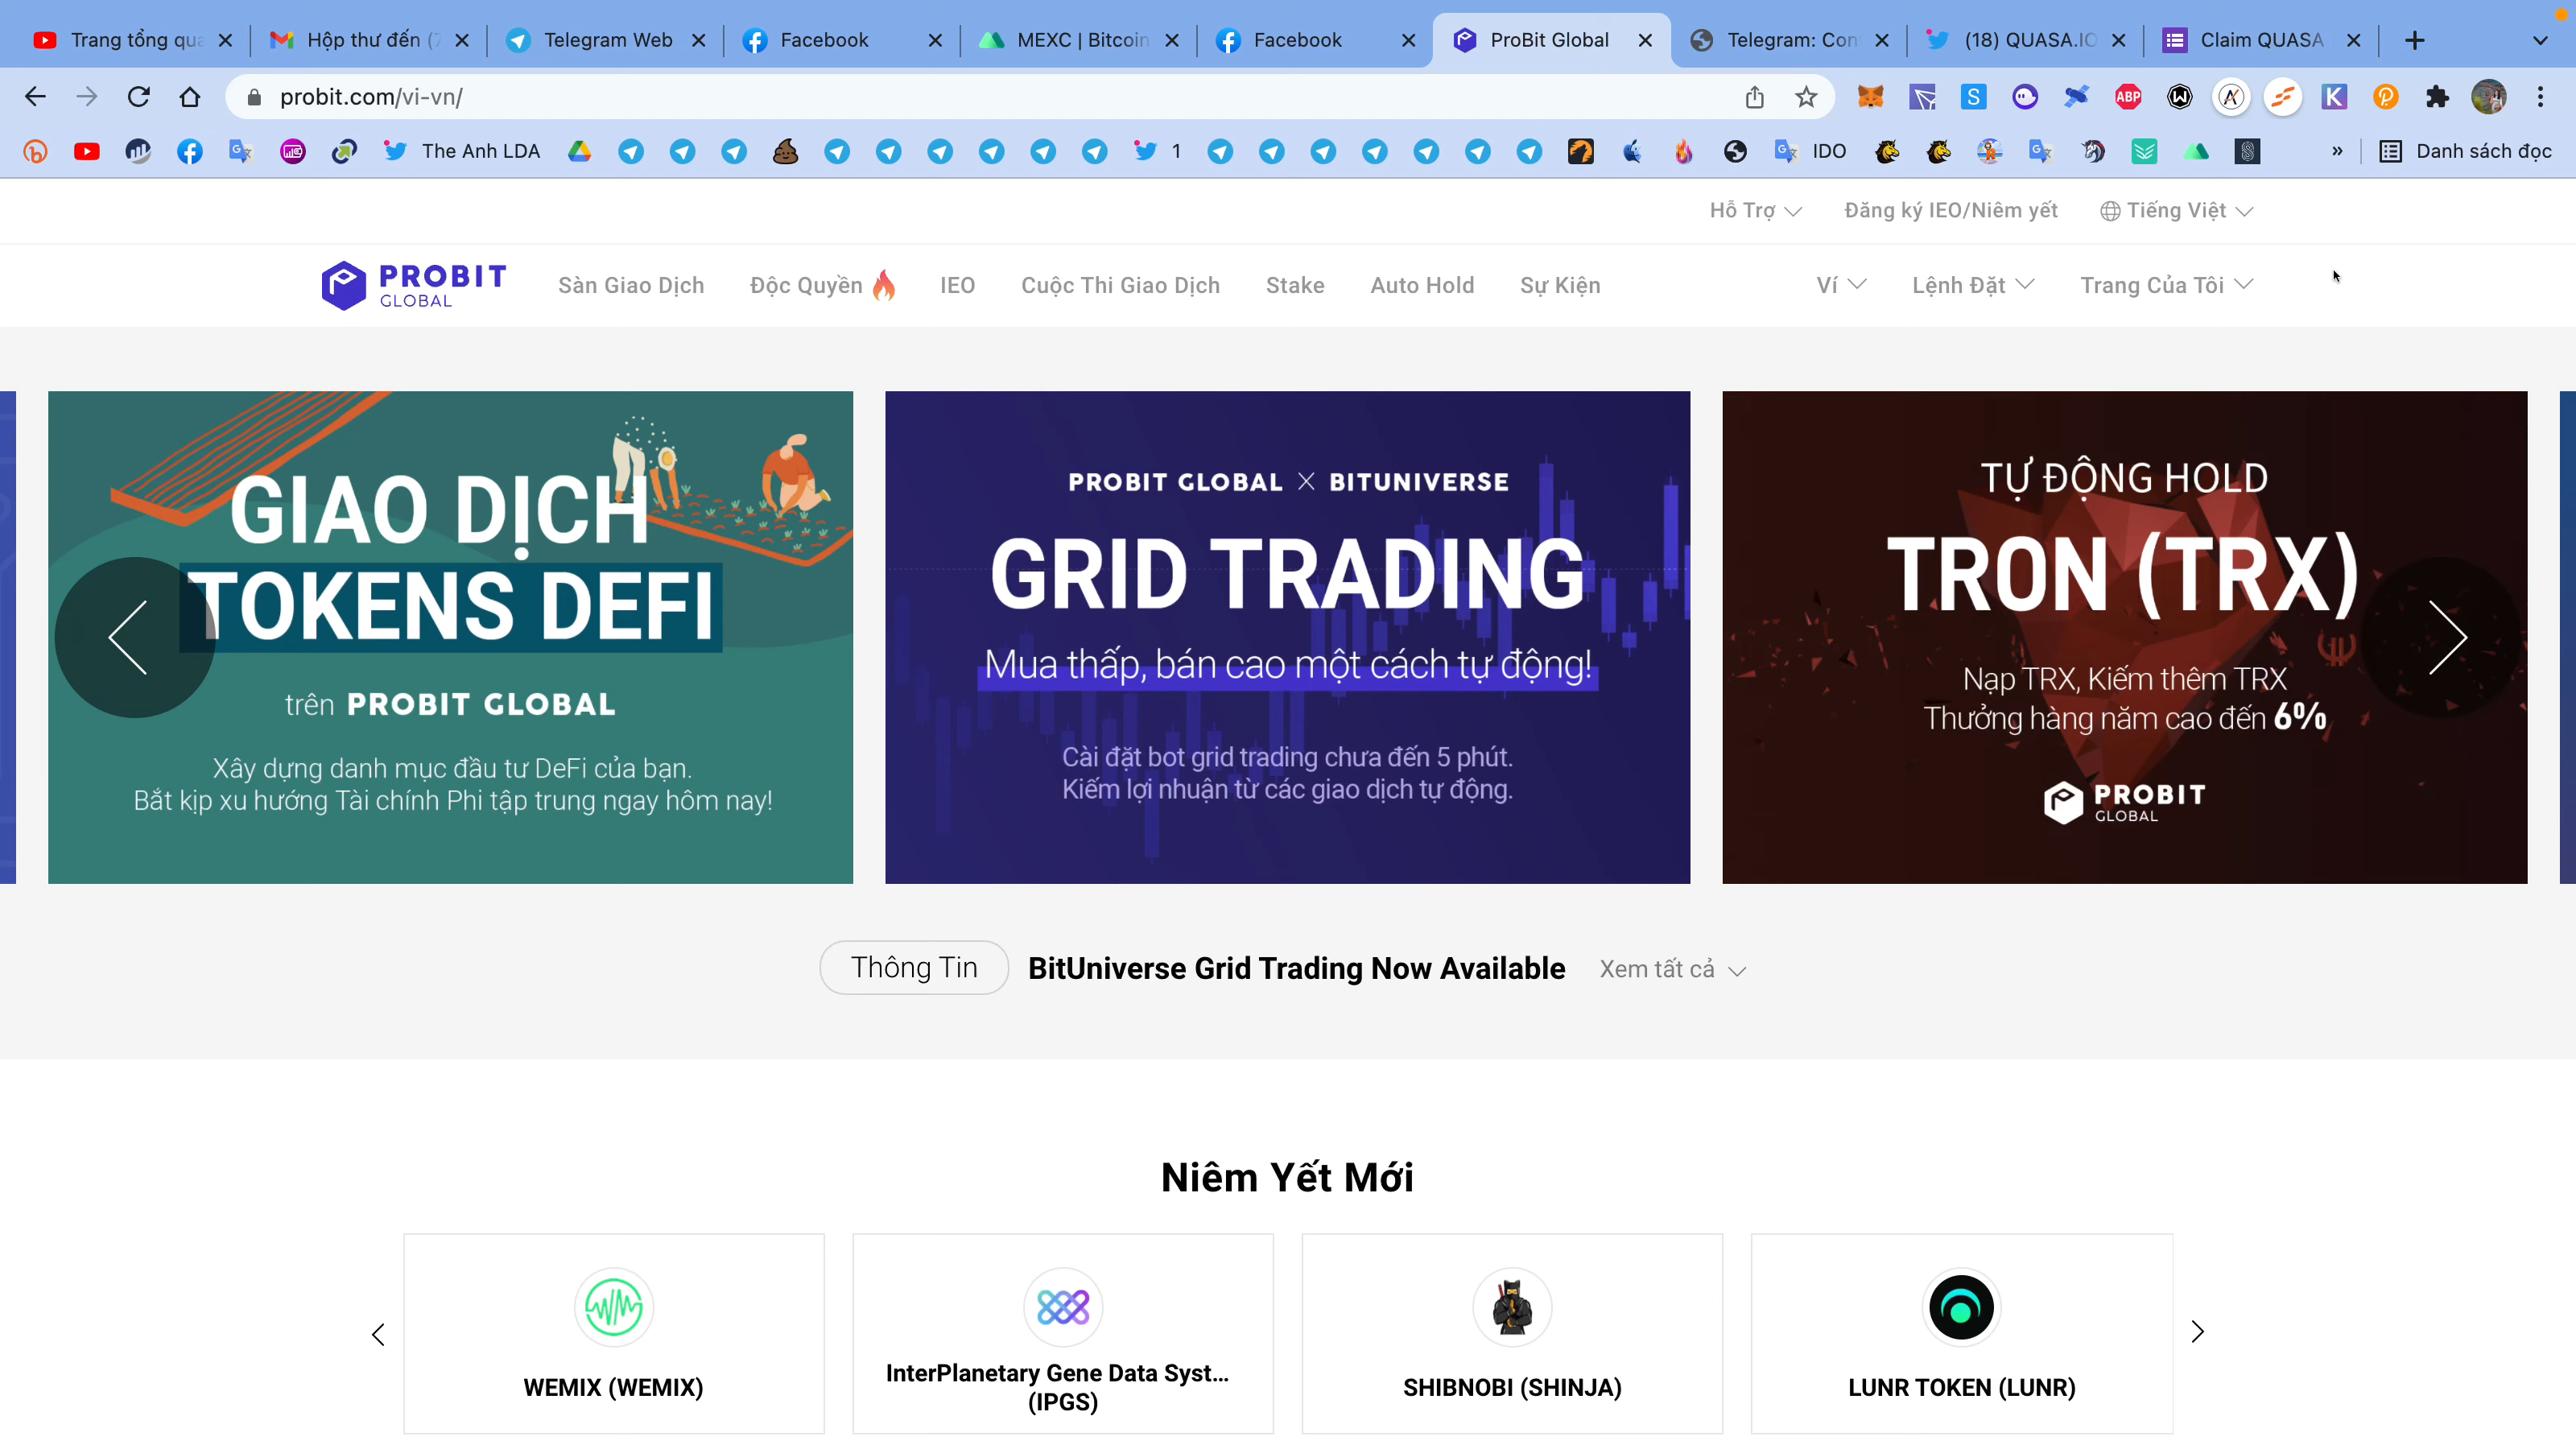 Trang tổng qua
Hộp thư đến (7
Telegram Web
Facebook
MEXC | Bitcoin
Facebook
ProBit Global
Telegram: Con
(18) QUASA.IO
Claim QUASA
probit.com/vi-vn/
The Anh LDA
1
IDO
Danh sách đọc
Hỗ Trợ
Đăng ký IEO/Niêm yết
Tiếng Việt
PROBIT
GLOBAL
Sàn Giao Dịch
Độc Quyền
IEO
Cuộc Thi Giao Dịch
Stake
Auto Hold
Sự Kiện
Ví
Lệnh Đặt
Trang Của Tôi
GIAO DỊCH
TOKENS DEFI
trên PROBIT GLOBAL
Xây dựng danh mục đầu tư DeFi của bạn.
Bắt kịp xu hướng Tài chính Phi tập trung ngay hôm nay!
PROBIT GLOBAL X BITUNIVERSE
GRID TRADING
Mua thấp, bán cao một cách tự động!
Cài đặt bot grid trading chưa đến 5 phút.
Kiếm lợi nhuận từ các giao dịch tự động.
TỰ ĐỘNG HOLD
TRON (TRX)
Nạp TRX, Kiếm thêm TRX
Thưởng hàng năm cao đến 6%
PROBIT
GLOBAL
Thông Tin
BitUniverse Grid Trading Now Available
Xem tất cả
Niêm Yết Mới
WEMIX (WEMIX)
InterPlanetary Gene Data Syst...
(IPGS)
SHIBNOBI (SHINJA)
LUNR TOKEN (LUNR)